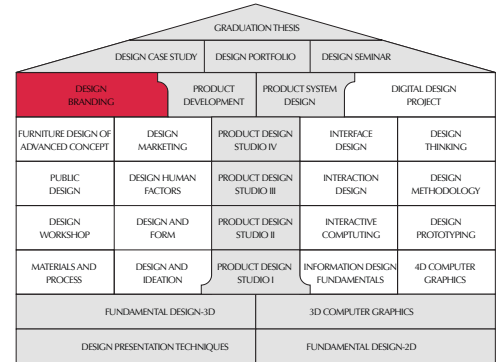 GRADUATION THESIS
DESIGN CASE STUDY DESIGN PORTFOLIO DESIGN SEMINAR
DESIGN
BRANDING
PRODUCT
DEVELOPMENT
PRODUCT SYSTEM
DESIGN
DIGITAL DESIGN
PROJECT
FURNITURE DESIGN OF
ADVANCED CONCEPT
DESIGN
MARKETING
PRODUCT DESIGN
STUDIO IV
INTERFACE
DESIGN
DESIGN
THINKING
PUBLIC
DESIGN
DESIGN HUMAN
FACTORS
PRODUCT DESIGN
STUDIO III
INTERACTION
DESIGN
DESIGN
METHODOLOGY
DESIGN
WORKSHOP
DESIGN AND
FORM
PRODUCT DESIGN
STUDIO II
INTERACTIVE
COMPTUTING
DESIGN
PROTOTYPING
MATERIALS AND
PROCESS
DESIGN AND
IDEATION
PRODUCT DESIGN
STUDIO I
INFORMATION DESIGN
FUNDAMENTALS
4D COMPUTER
GRAPHICS
FUNDAMENTAL DESIGN-3D
3D COMPUTER GRAPHICS
DESIGN PRESENTATION TECHNIQUES
FUNDAMENTAL DESIGN-2D